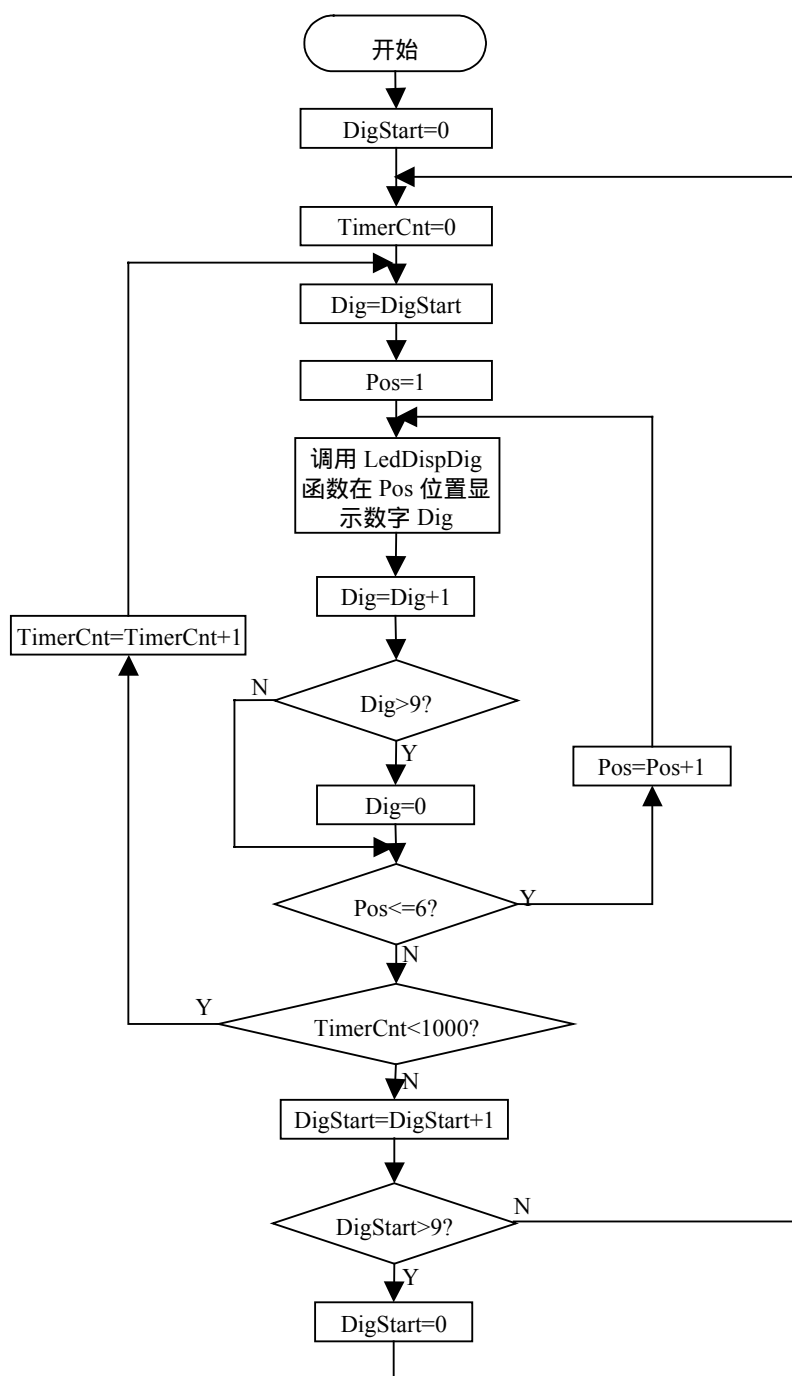 开始
DigStart=0
TimerCnt=0
Dig=DigStart
Pos=1
调用 LedDispDig
函数在 Pos 位置显
示数字 Dig
Dig=Dig+1
TimerCnt=TimerCnt+1
N
Dig>9?
Y
Pos=Pos+1
Dig=0
Pos<=6?
Y
N
Y
TimerCnt<1000?
N
DigStart=DigStart+1
N
DigStart>9?
Y
DigStart=0